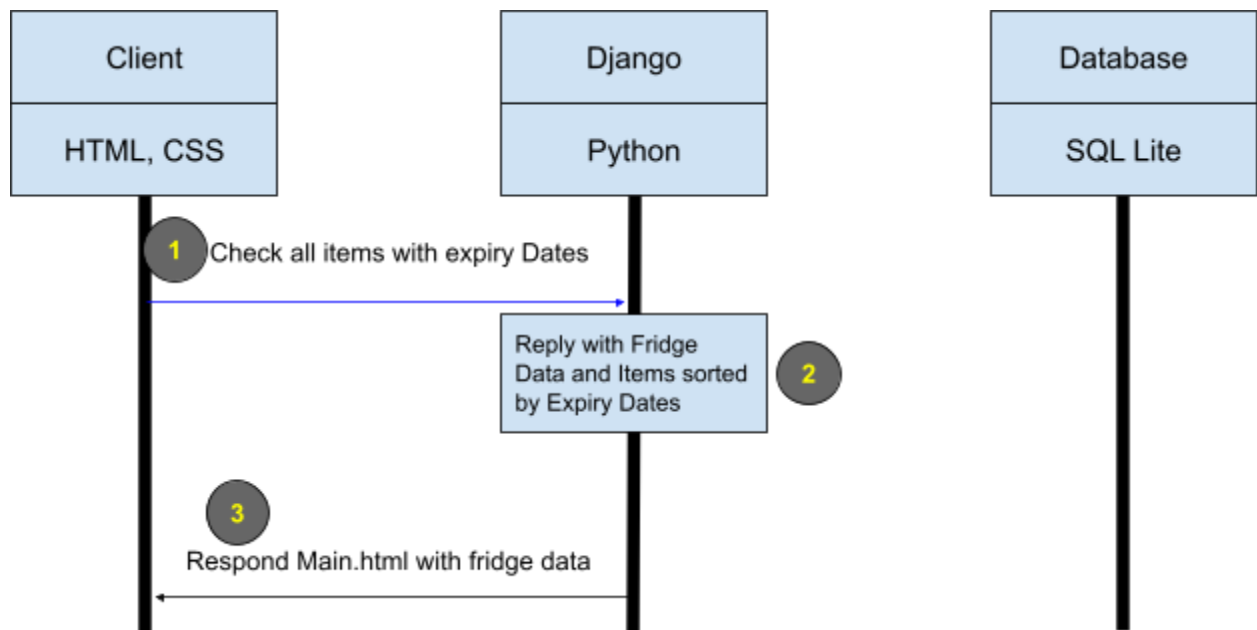 Client
Django
Database
HTML, CSS
Python
SQL Lite
1
Check all items with expiry Dates
Reply with Fridge
Data and Items sorted
by Expiry Dates
2
3
Respond Main.html with fridge data